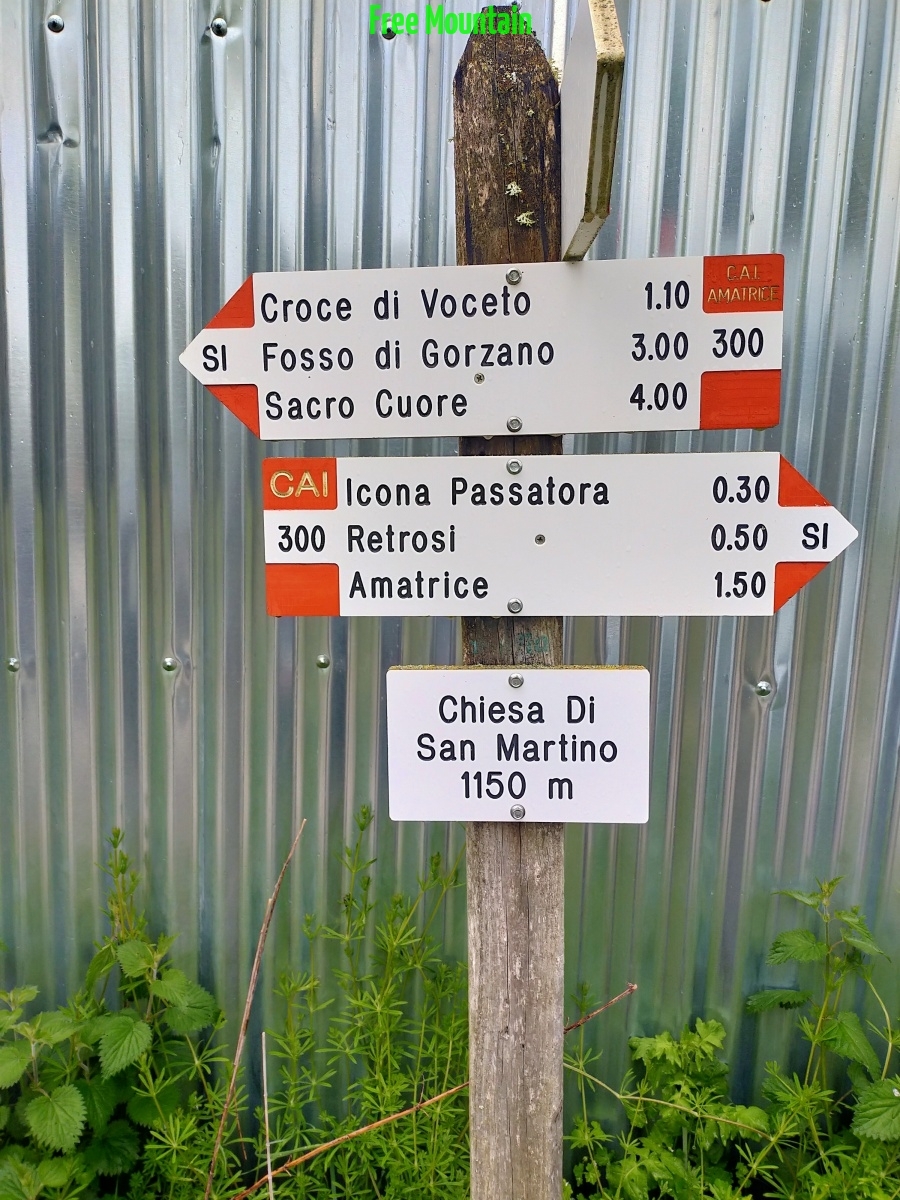 Free Mountain
Croce di Voceto 1.10 C.A.I. AMATRICE
SI Fosso di Gorzano 3.00 300
Sacro Cuore 4.00
CAI Icona Passatora 0.30
300 Retrosi 0.50 SI
Amatrice 1.50
Chiesa Di
San Martino
1150 m